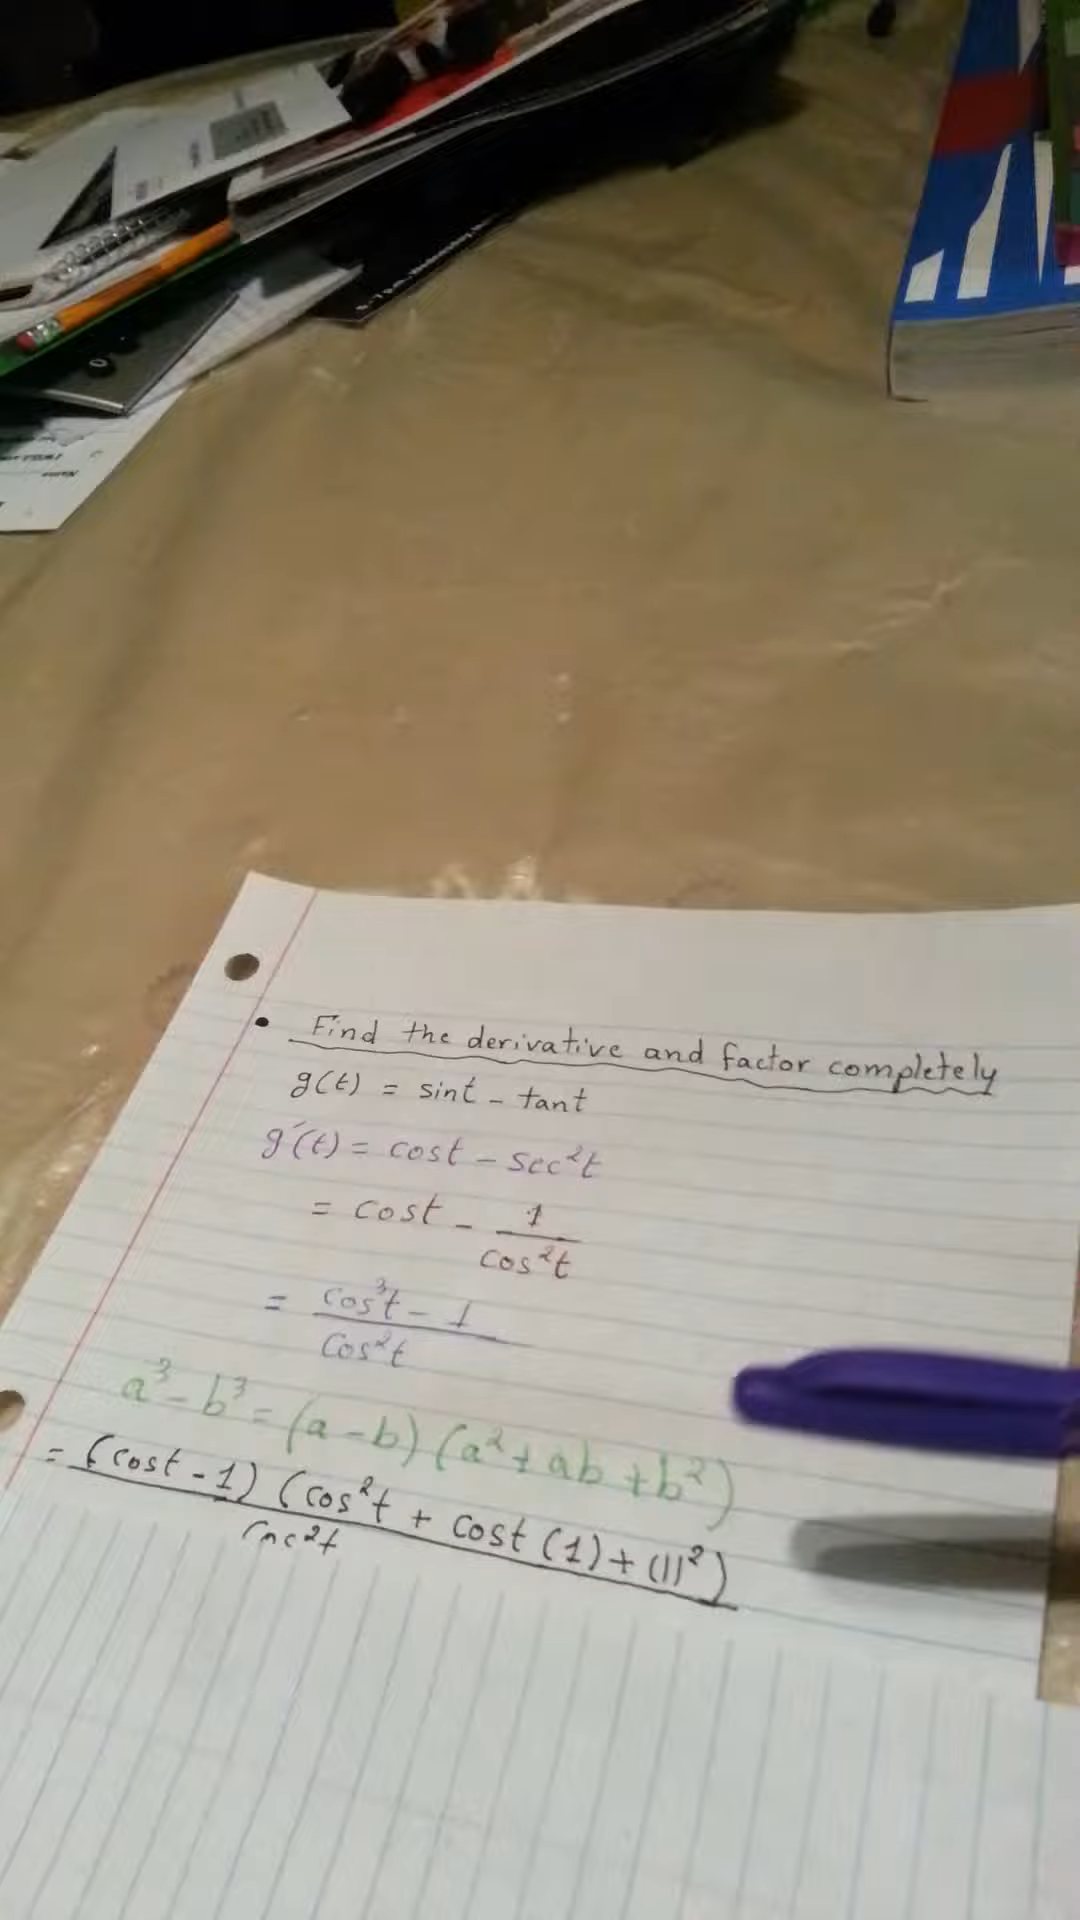 • Find the derivative and factor completely
g(t) = sint - tant
g'(t) = cost - sec²t
= cost - 1/cos²t
= cos³t - 1/cos²t
a³ - b³ = (a - b) (a² + ab + b²)
= (cost - 1) (cos²t + cost (1) + (1)²)/cos²t